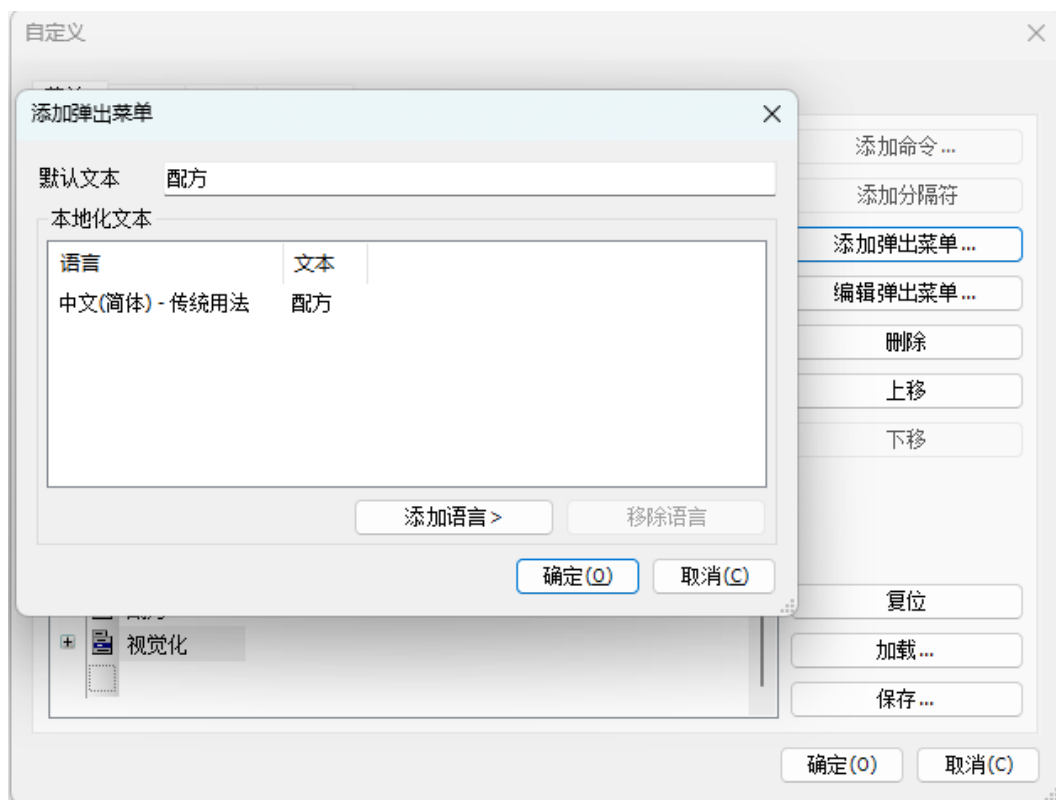 自定义
添加弹出菜单
默认文本 配方
本地化文本
语言 文本
中文(简体) - 传统用法 配方
添加语言 > 移除语言
确定(O) 取消(C)
添加命令...
添加分隔符
添加弹出菜单...
编辑弹出菜单...
删除
上移
下移
复位
加载...
保存...
视觉化
确定(O) 取消(C)